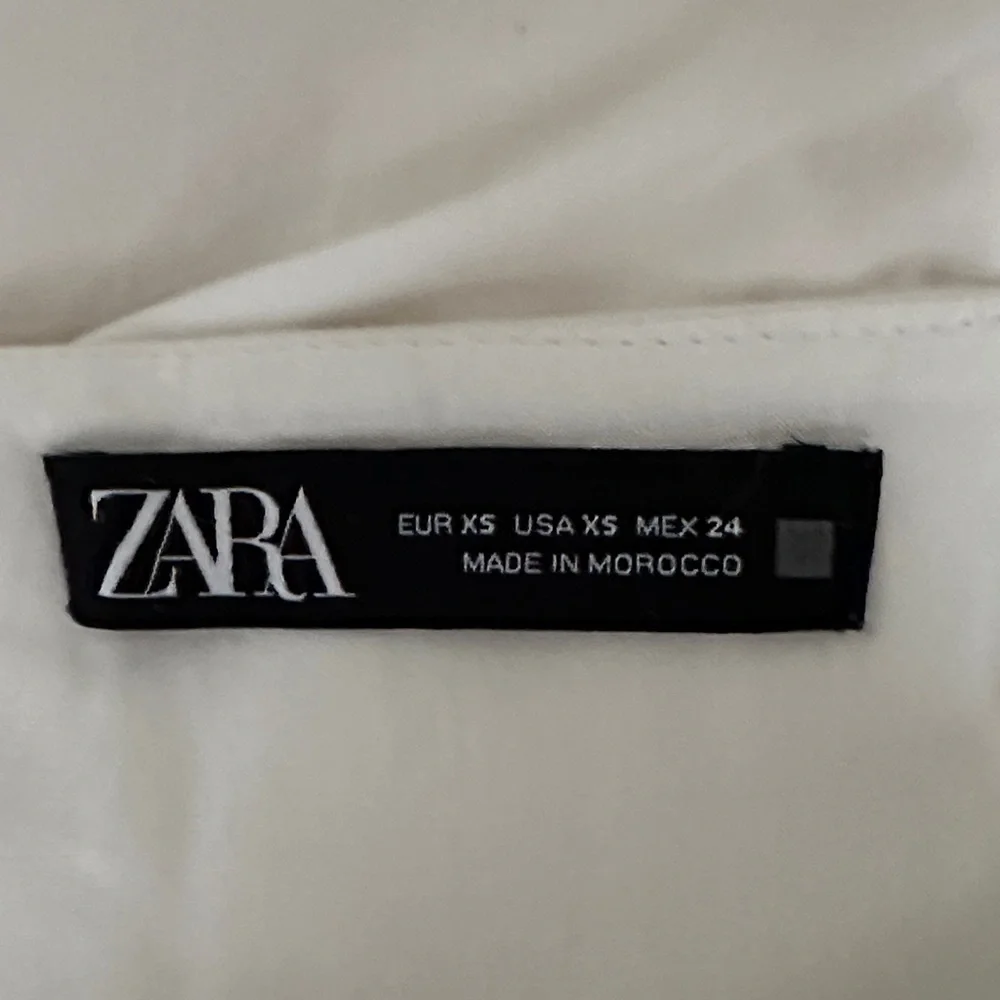 ZARA
EUR XS USA XS MEX 24
MADE IN MOROCCO